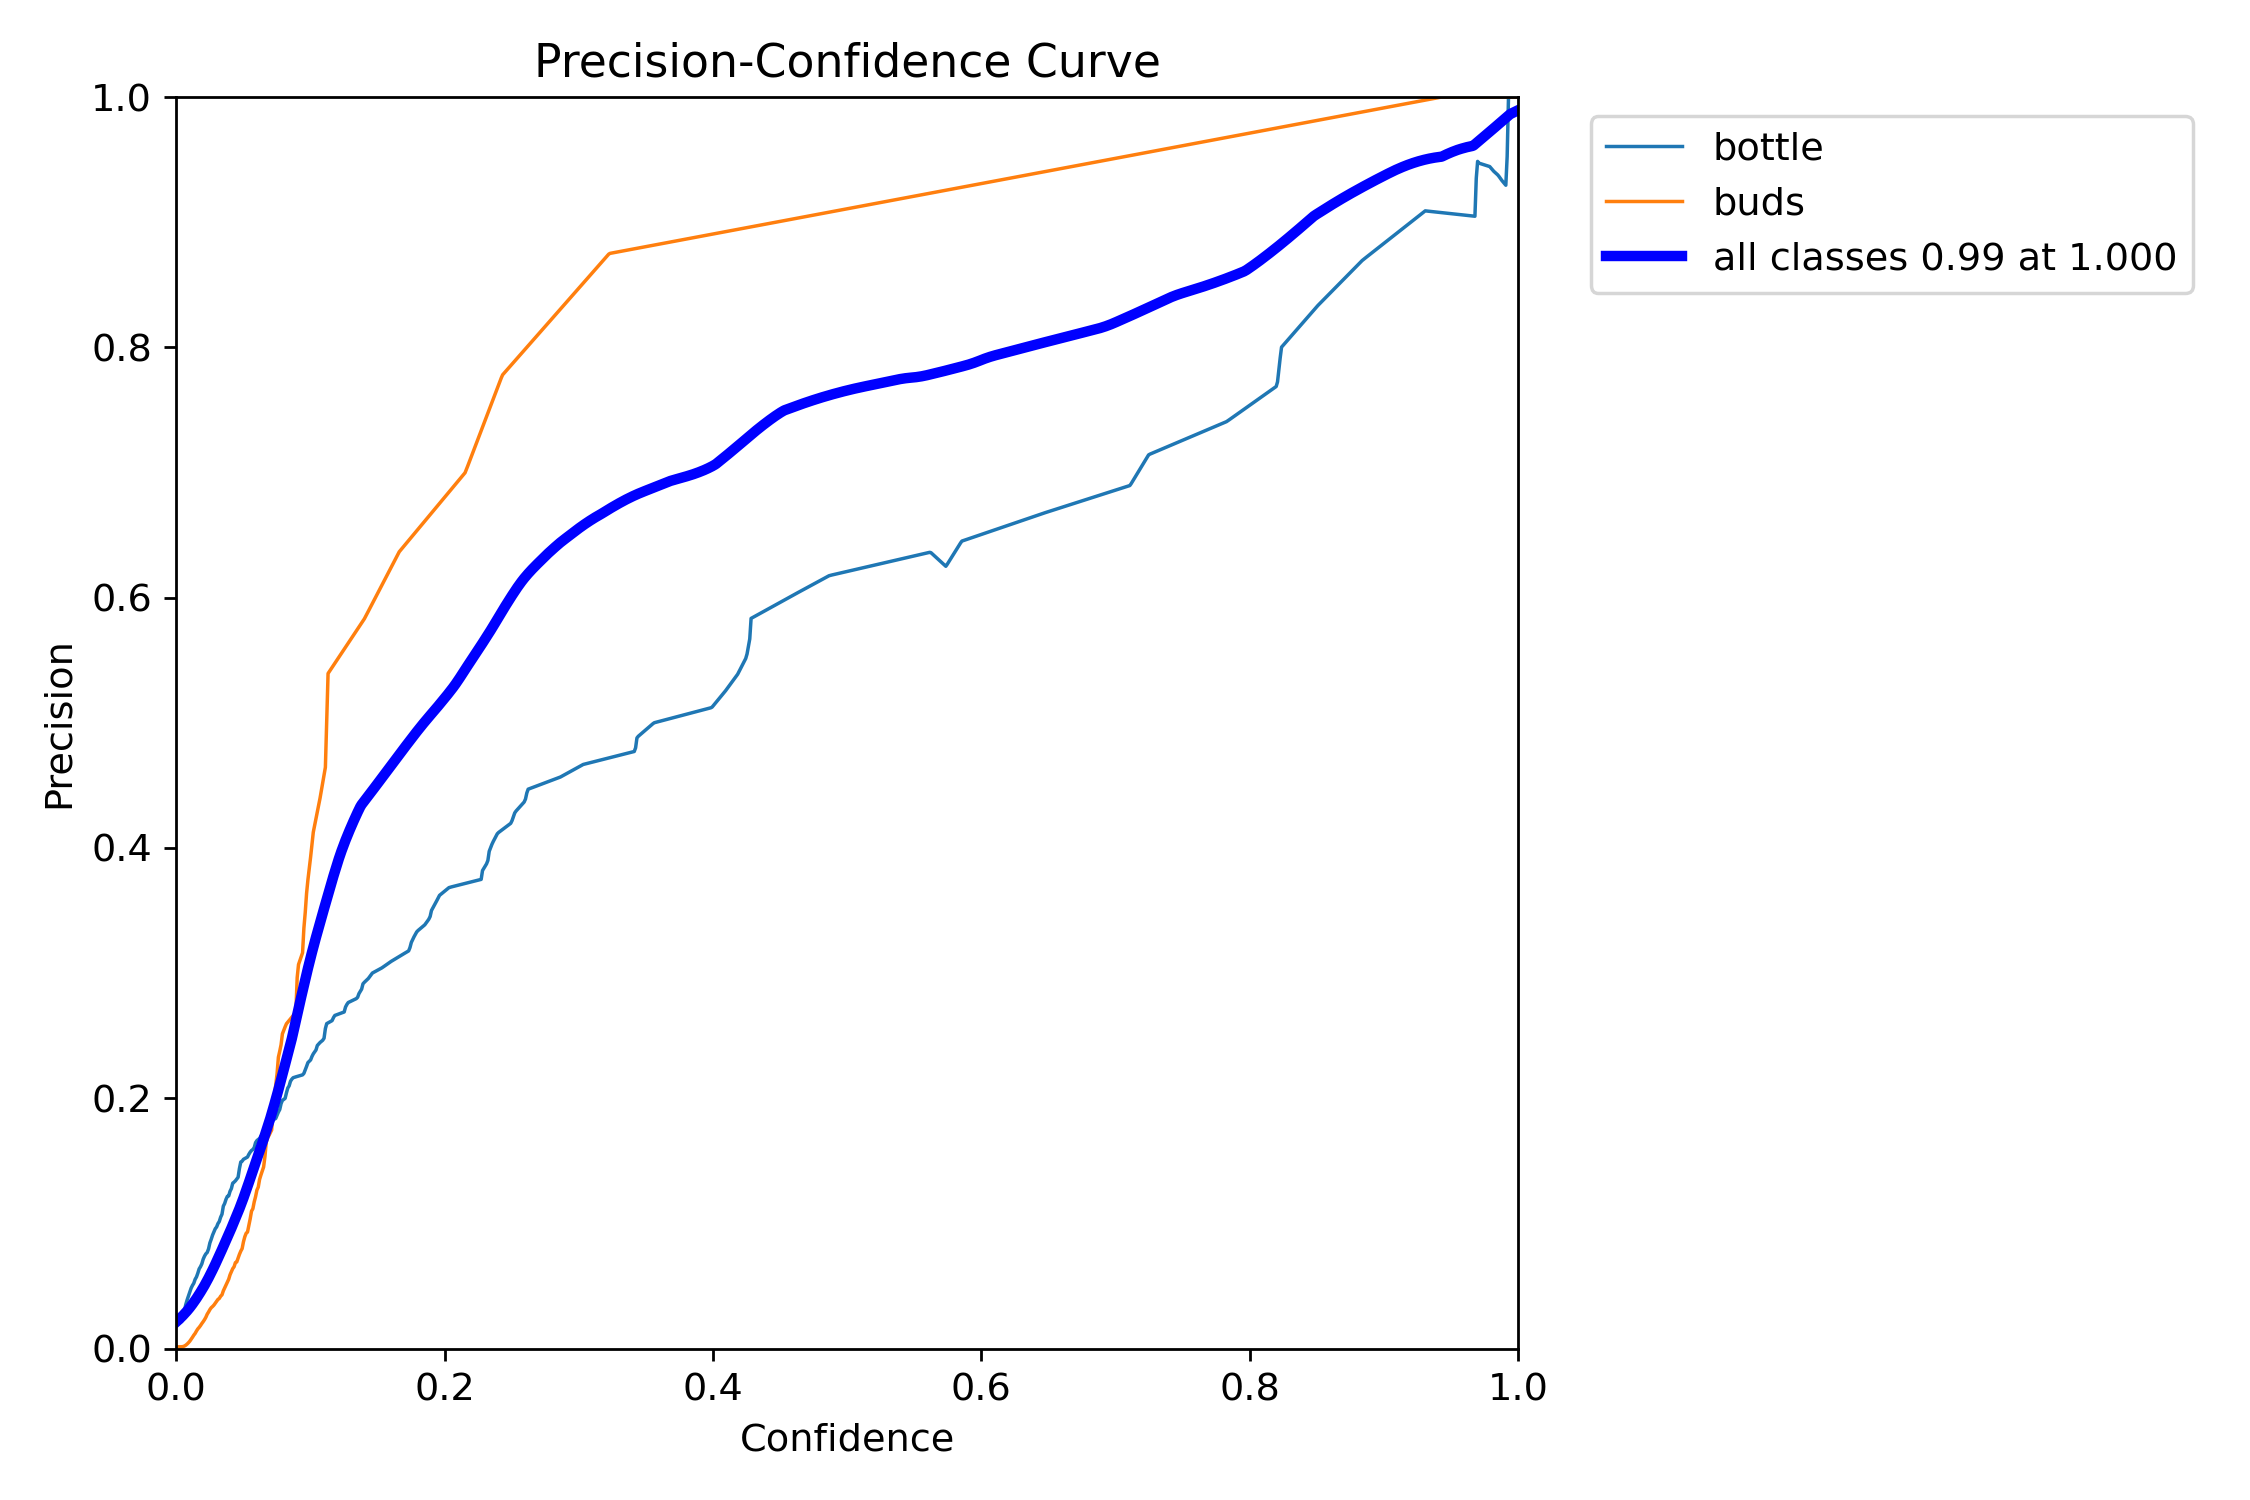 Precision-Confidence Curve
1.0
0.8
0.6
0.4
0.2
0.0
Precision
0.0 0.2 0.4 0.6 0.8 1.0
Confidence
bottle
buds
all classes 0.99 at 1.000